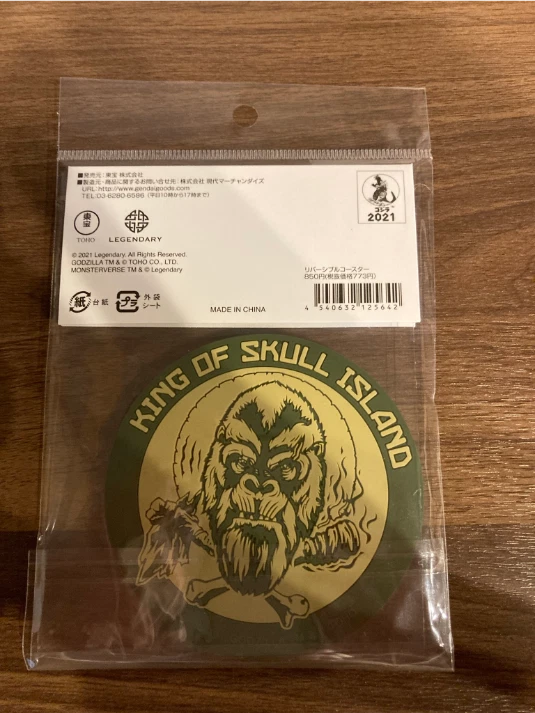 ■発売元：東宝 株式会社
■製造元・商品に関するお問い合せ先：株式会社 現代マーチャンダイズ
URL:http://www.gendaigoods.com
TEL:03-6280-6586（平日10時から17時まで）
東宝
TOHO
LEGENDARY
ゴジラ
2021
© 2021 Legendary. All Rights Reserved.
GODZILLA TM & © TOHO CO., LTD.
MONSTERVERSE TM & © Legendary
リバーシブルコースター
850円(税抜価格773円)
紙 台紙
プラ 外袋
シート
MADE IN CHINA
4 540632 125642
KING OF SKULL ISLAND